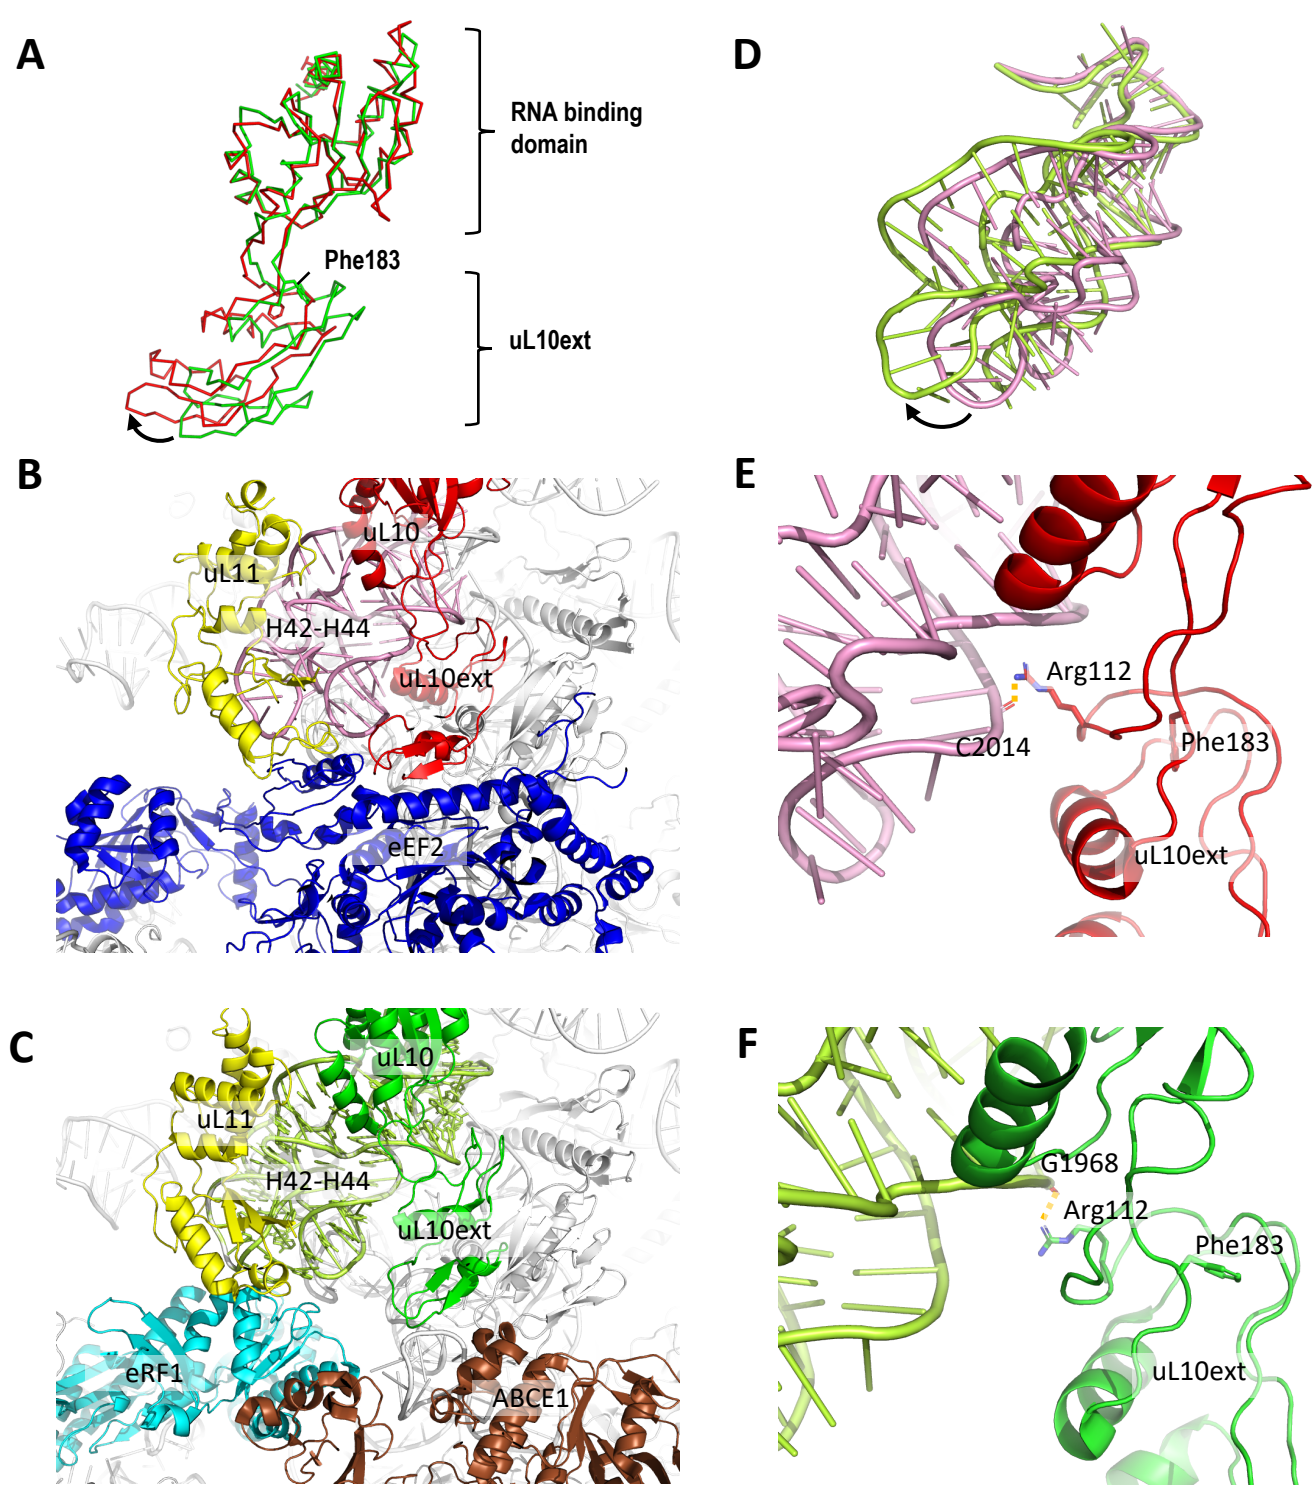 A
RNA binding
domain
Phe183
uL10ext
D
B
uL10
uL11
H42-H44
uL10ext
eEF2
E
Arg112
C2014
Phe183
uL10ext
C
uL10
uL11
H42-H44
uL10ext
eRF1
ABCE1
F
G1968
Arg112
Phe183
uL10ext